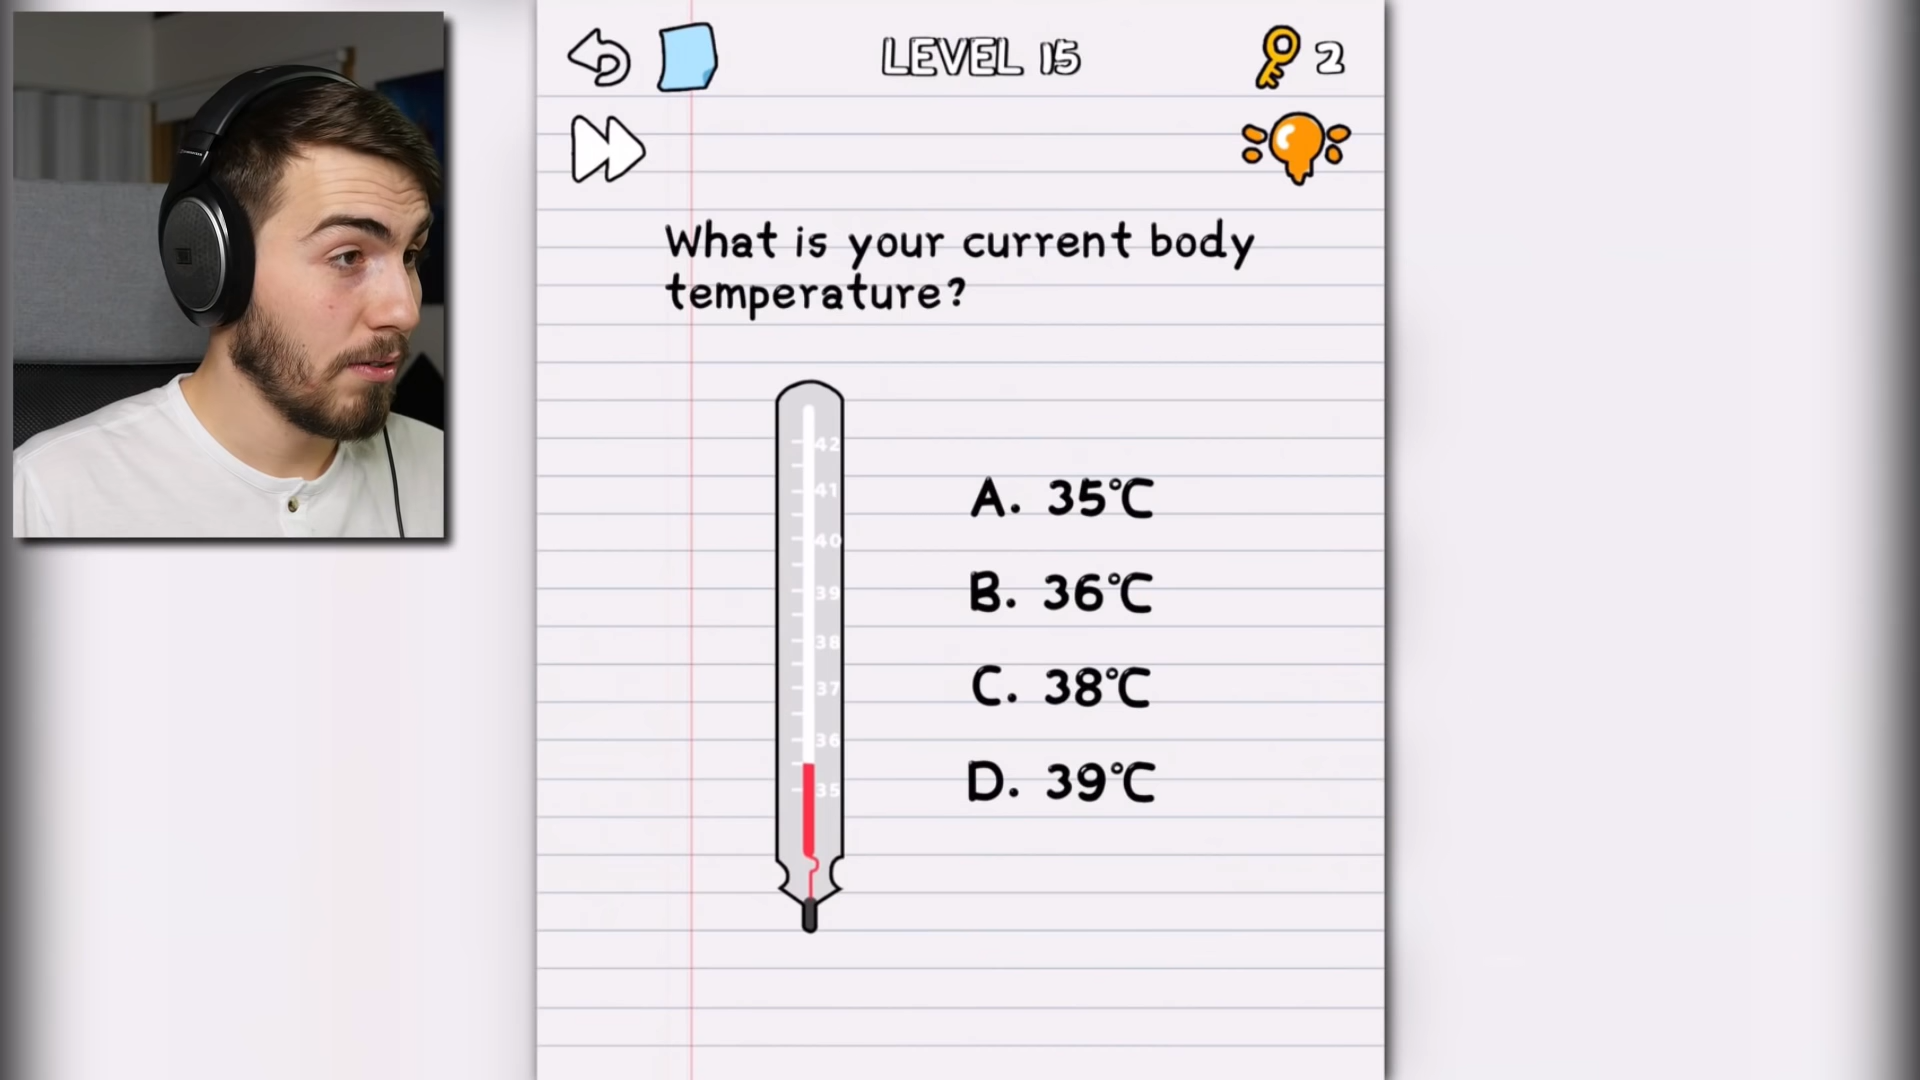 LEVEL 15
2
What is your current body
temperature?
42
41
40
39
38
37
36
35
A. 35°C
B. 36°C
C. 38°C
D. 39°C